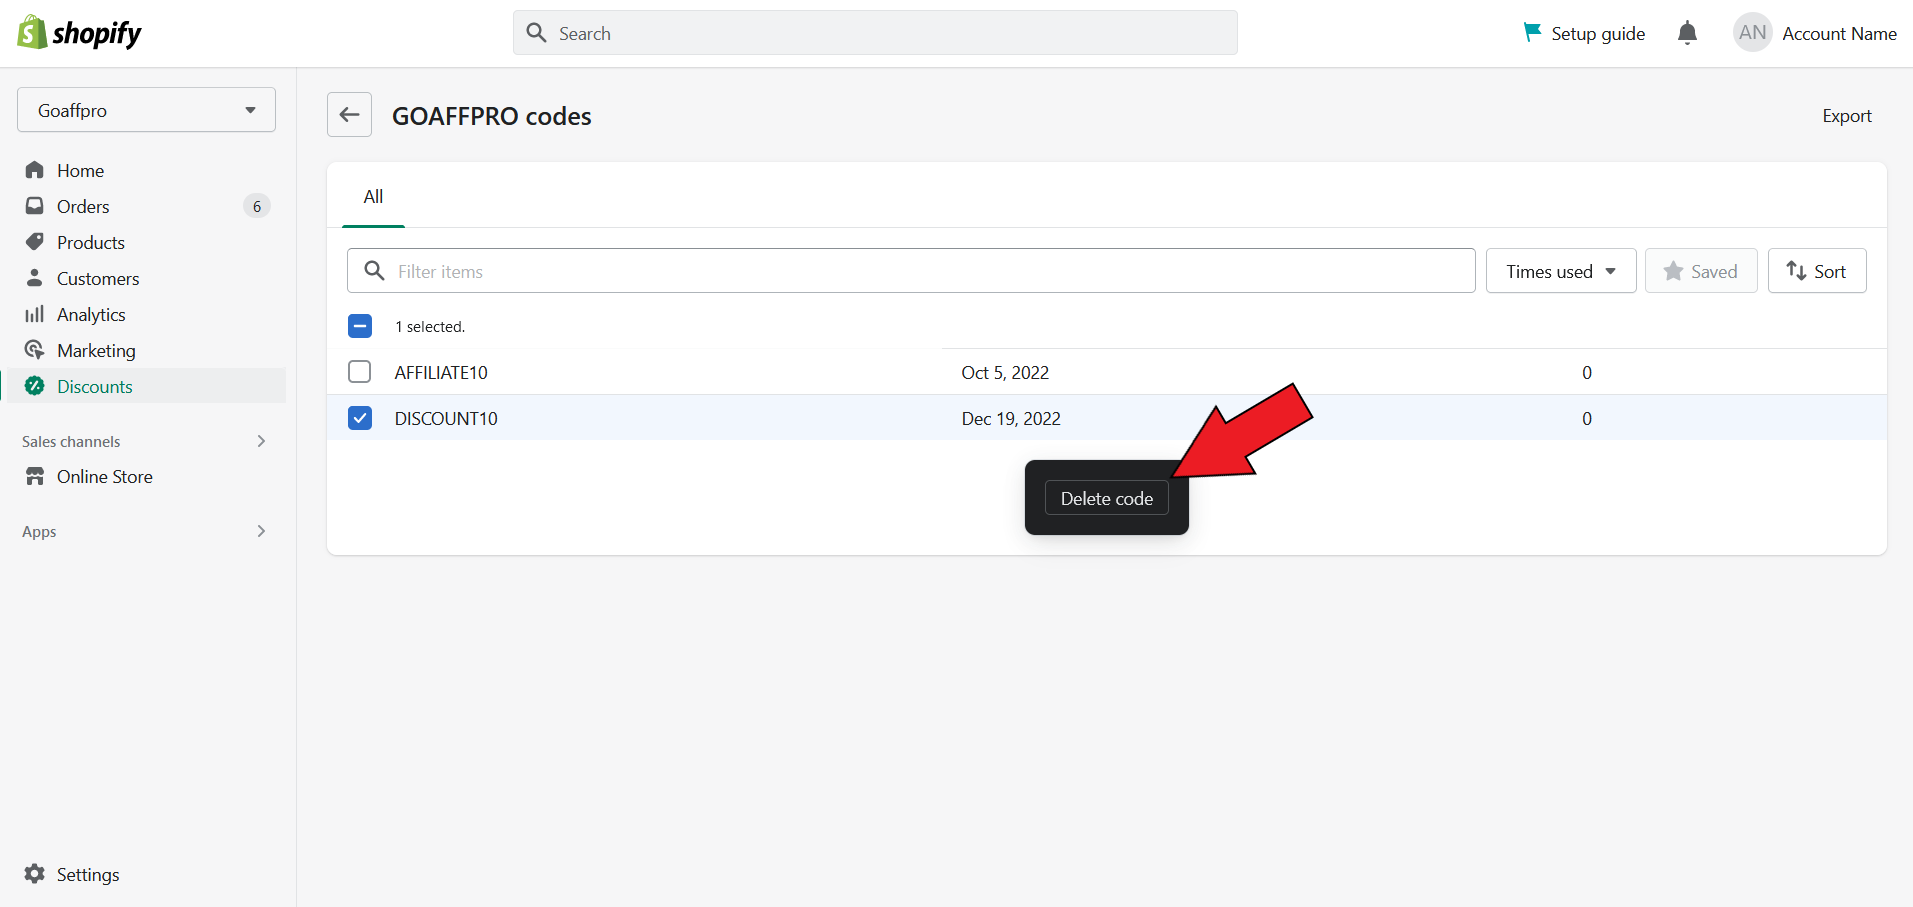 shopify
Search
Setup guide
AN
Account Name
Goaffpro
Home
Orders
6
Products
Customers
Analytics
Marketing
Discounts
Sales channels
Online Store
Apps
Settings
GOAFFPRO codes
Export
All
Filter items
Times used
Saved
Sort
1 selected.
AFFILIATE10 Oct 5, 2022 0
DISCOUNT10 Dec 19, 2022 0
Delete code